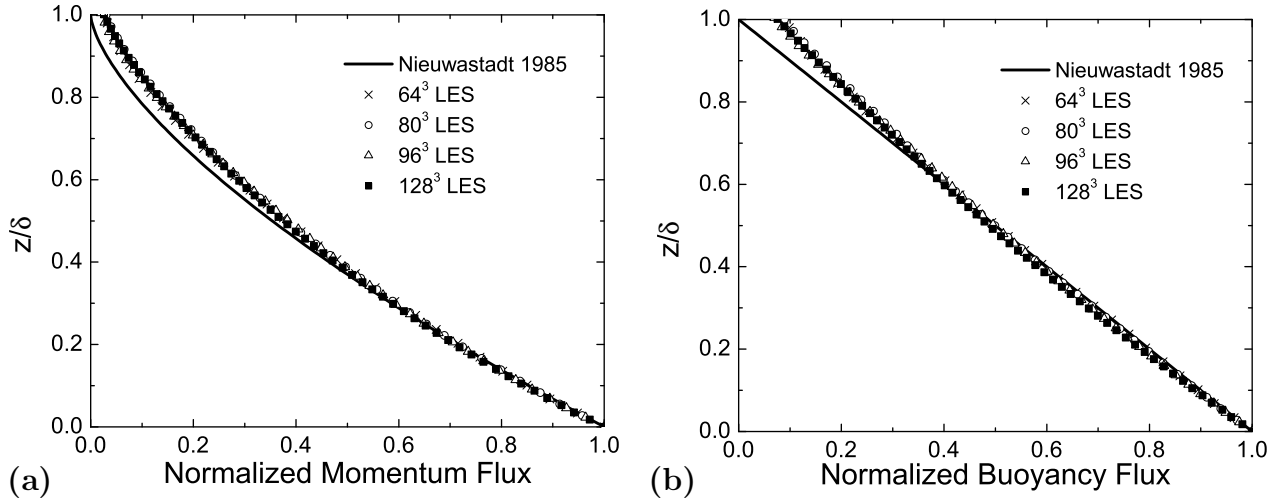 1.0
0.8
0.6
0.4
0.2
0.0
z/δ
Nieuwastadt 1985
× 64³ LES
○ 80³ LES
△ 96³ LES
■ 128³ LES
0.0 0.2 0.4 0.6 0.8 1.0
(a) Normalized Momentum Flux
1.0
0.8
0.6
0.4
0.2
0.0
z/δ
Nieuwastadt 1985
× 64³ LES
○ 80³ LES
△ 96³ LES
■ 128³ LES
0.0 0.2 0.4 0.6 0.8 1.0
(b) Normalized Buoyancy Flux